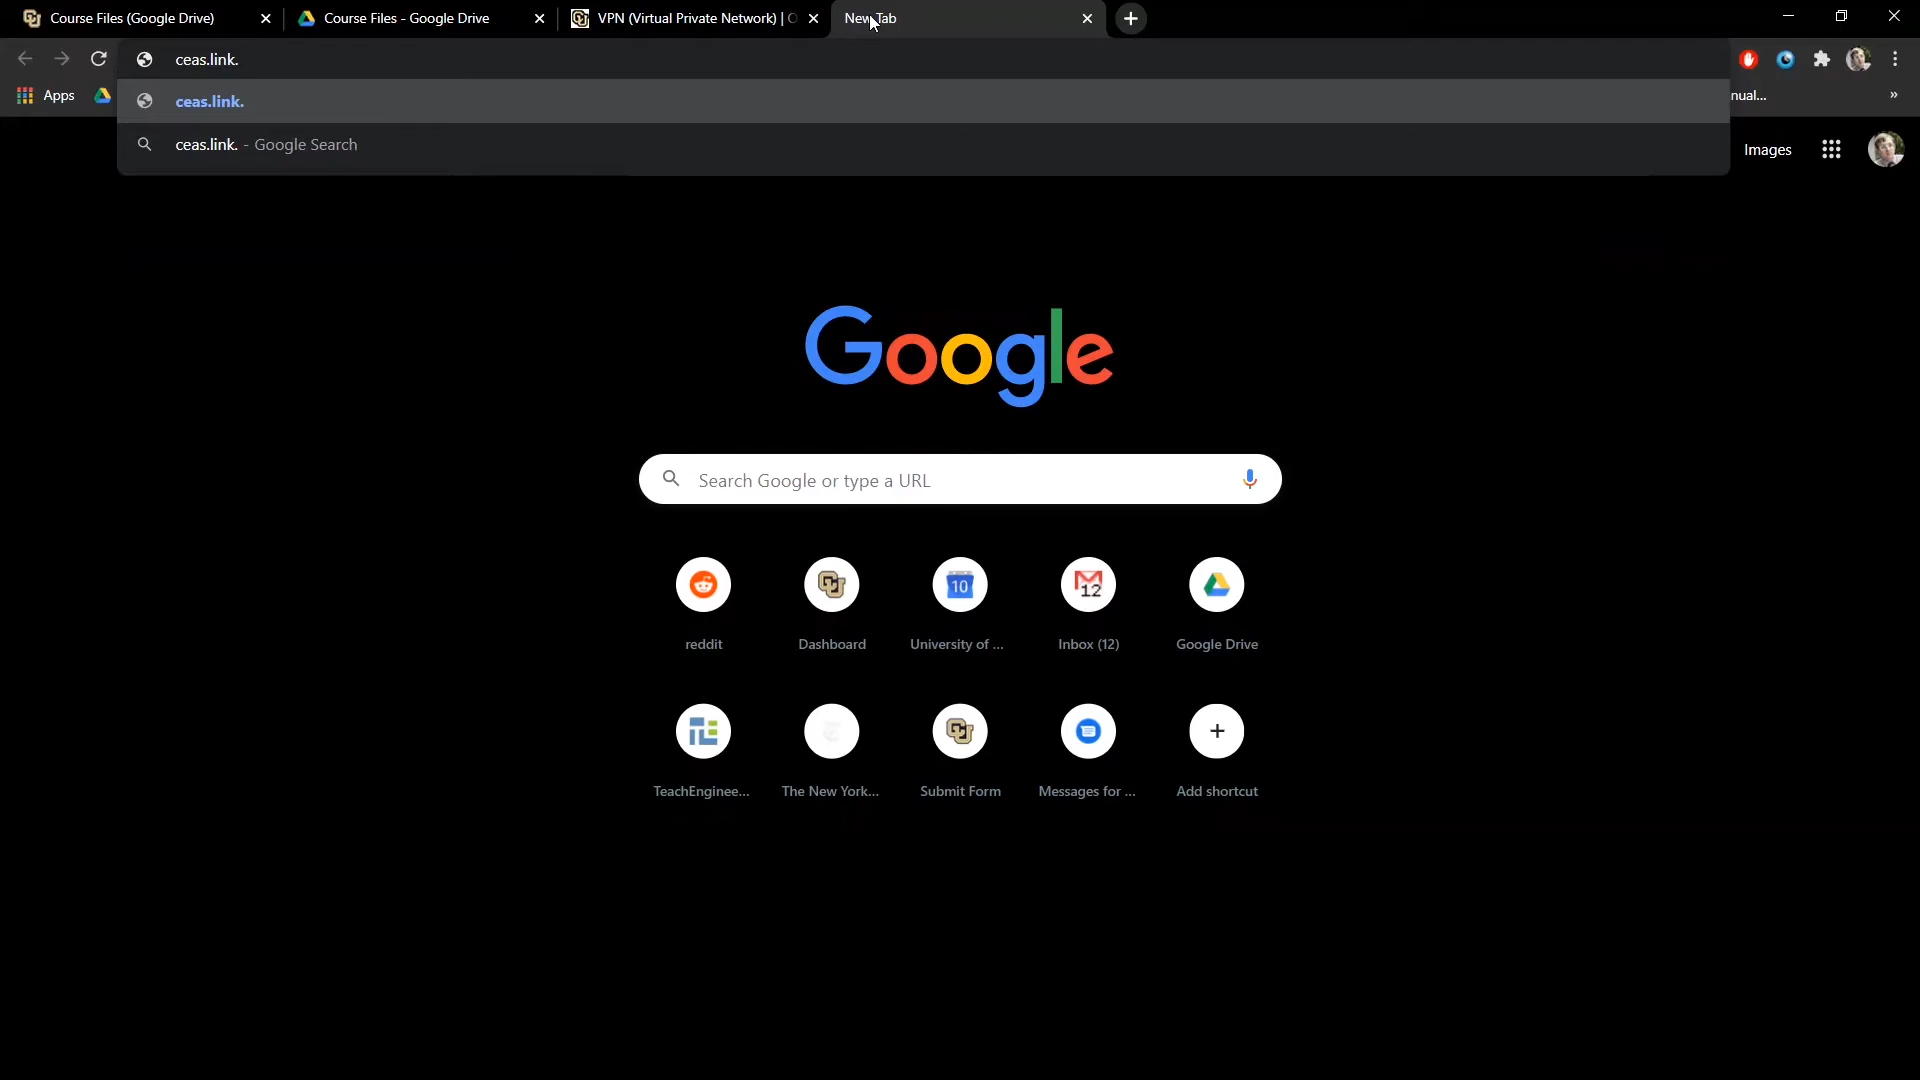 Course Files (Google Drive)
Course Files - Google Drive
VPN (Virtual Private Network) | O
New Tab
ceas.link.
Apps
ceas.link.
nual...
»
ceas.link. - Google Search
Images
Google
Search Google or type a URL
10
12
reddit
Dashboard
University of ...
Inbox (12)
Google Drive
TeachEnginee...
The New York...
Submit Form
Messages for ...
Add shortcut